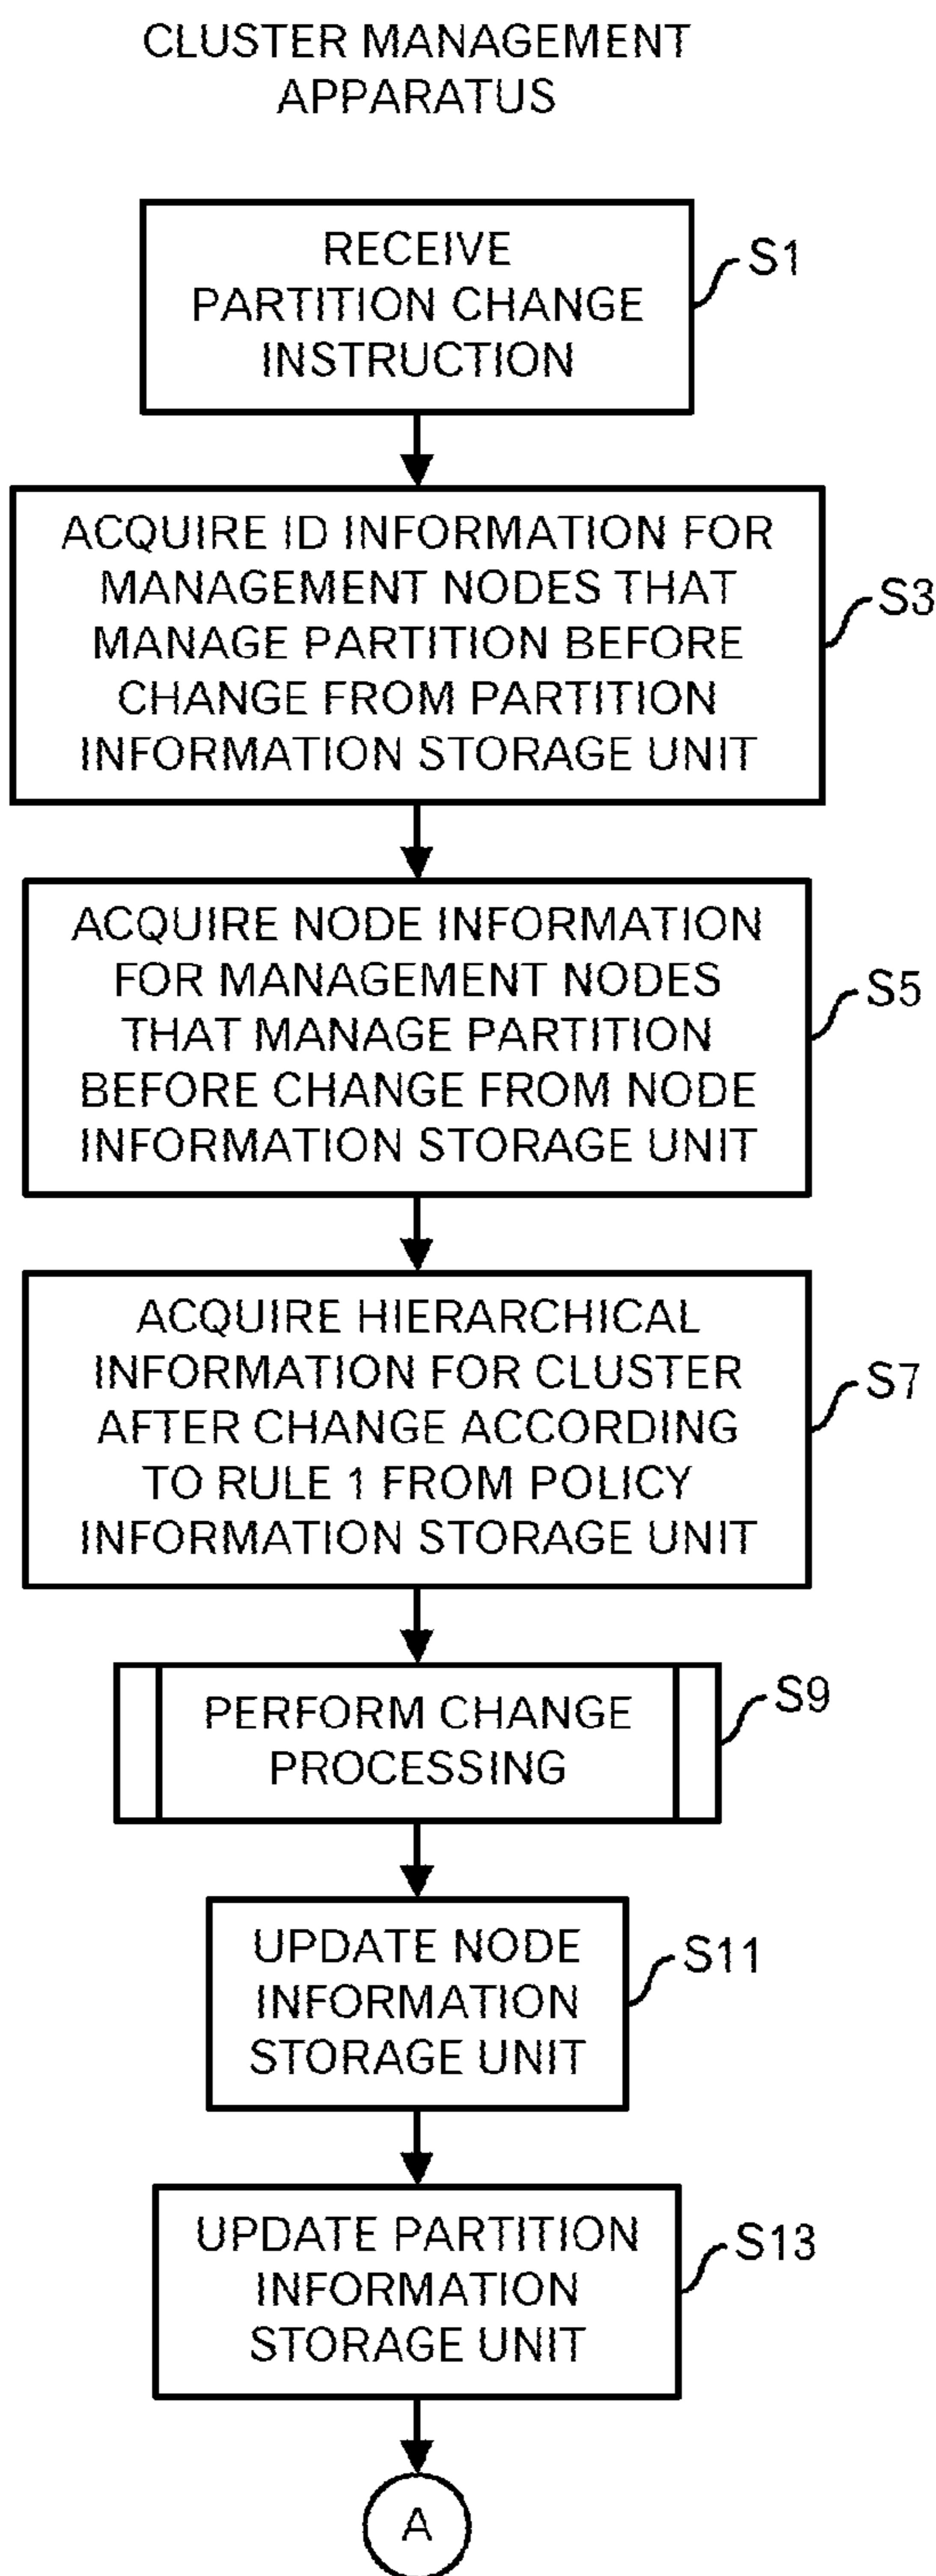 CLUSTER MANAGEMENT
APPARATUS
RECEIVE
PARTITION CHANGE
INSTRUCTION
S1
ACQUIRE ID INFORMATION FOR
MANAGEMENT NODES THAT
MANAGE PARTITION BEFORE
CHANGE FROM PARTITION
INFORMATION STORAGE UNIT
S3
ACQUIRE NODE INFORMATION
FOR MANAGEMENT NODES
THAT MANAGE PARTITION
BEFORE CHANGE FROM NODE
INFORMATION STORAGE UNIT
S5
ACQUIRE HIERARCHICAL
INFORMATION FOR CLUSTER
AFTER CHANGE ACCORDING
TO RULE 1 FROM POLICY
INFORMATION STORAGE UNIT
S7
PERFORM CHANGE
PROCESSING
S9
UPDATE NODE
INFORMATION
STORAGE UNIT
S11
UPDATE PARTITION
INFORMATION
STORAGE UNIT
S13
A